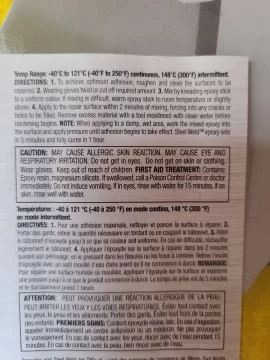 Temp Range: -40°C to 121°C (-40°F to 250°F) continuous, 148°C (300°F) intermittent.
DIRECTIONS: 1. To achieve optimum adhesion, roughen and clean the surfaces to be
repaired. 2. Wearing gloves twist or cut off required amount. 3. Mix by kneading epoxy stick
to a uniform colour. If mixing is difficult, warm epoxy stick to room temperature or slightly
above. 4. Apply to the repair surface within 2 minutes of mixing, forcing into any cracks or
holes to be filled. Remove excess material with a tool moistened with clean water before
hardening begins. NOTE: When applying to a damp, wet area, work the mixed epoxy into
the surface and apply pressure until adhesion begins to take effect. Steel Weld™ epoxy sets
in 5 minutes and fully cures in 1 hour.
CAUTION: MAY CAUSE ALLERGIC SKIN REACTION. MAY CAUSE EYE AND
RESPIRATORY IRRITATION. Do not get in eyes. Do not get on skin or clothing.
Wear gloves. Keep out of reach of children. FIRST AID TREATMENT: Contains
Epoxy resin, magnesium silicate. If swallowed, call a Poison Control Centre or doctor
immediately. Do not induce vomiting. If in eyes, rinse with water for 15 minutes. If on
skin, rinse well with water.
Températures : -40 à 121 °C (-40 à 250 °F) en mode continu, 148 °C (300 °F)
en mode intermittent.
DIRECTIVES: 1. Pour une adhésion maximale, nettoyer et poncer la surface à
Porter des gants; retirer la quantité nécessaire en tordant ou en coupant le bâtonnet. 3.
le bâtonnet d'époxyde jusqu'à ce que sa couleur soit uniforme. En cas de difficulté,
légèrement le bâtonnet. 4. Appliquer l'époxyde sur la surface à réparer dans les 2 minutes
suivant son pétrissage, en le pressant dans les fissures ou les trous à combler. Retirer l'excès
d'époxyde avec un outil mouillé d'eau claire avant qu'il ne commence à durcir. REMARQUE:
Pour réparer une surface humide ou mouillée, appliquer l'époxyde sur la surface et maintenir
une pression jusqu'à ce que le produit commence à adhérer. Le temps de prise est de 5 minutes
et le durcissement prend 1 heure.
ATTENTION: PEUT PROVOQUER UNE RÉACTION ALLERGIQUE DE LA PEAU.
PEUT IRRITER LES YEUX ET LES VOIES RESPIRATOIRES. Éviter tout contact avec
les yeux, la peau et les vêtements. Porter des gants. Éviter tout hors de la portée
des enfants. PREMIERS SOINS: Contient époxyde résine, silicate. En cas d'ingestion,
appeler immédiatement un centre antipoison ou un médecin. Ne pas provoquer
le vomissement. En cas de contact avec les yeux, rincer avec de l'eau pendant
15 minutes. En cas de contact avec la peau, bien rincer avec de l'eau.